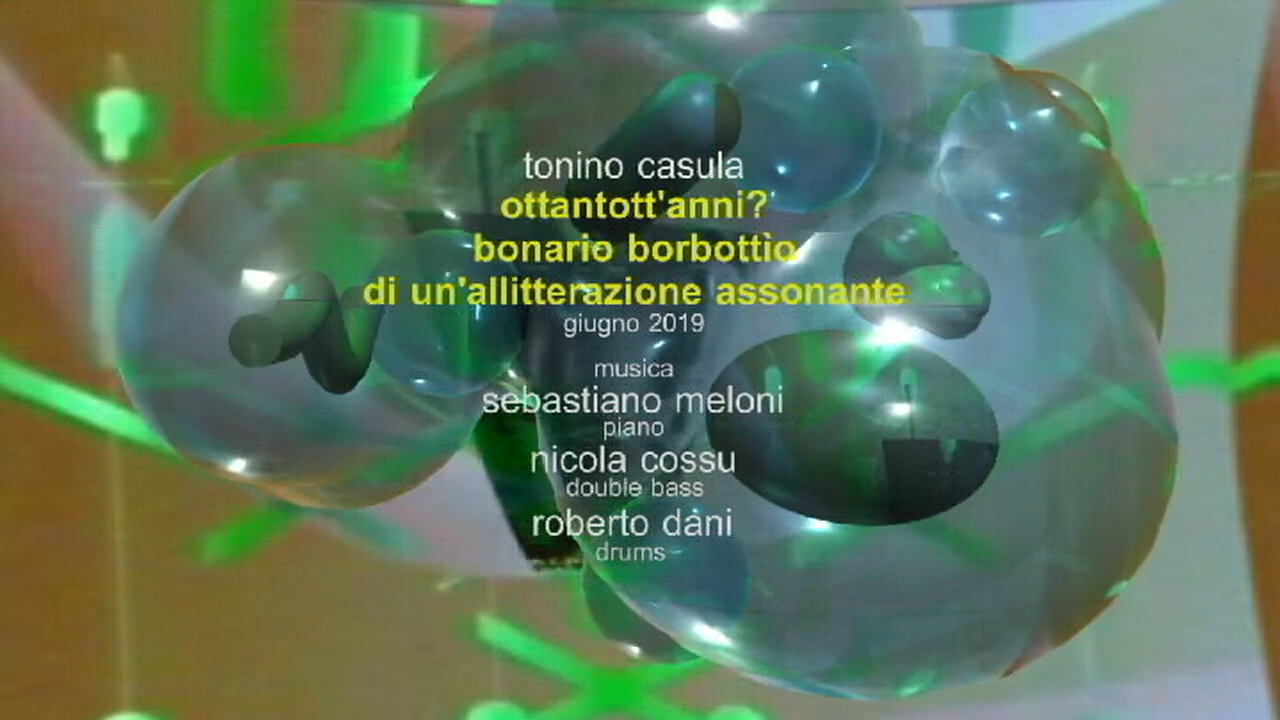 tonino casula
ottantott'anni?
bonario borbottìo
di un'allitterazione assonante
giugno 2019
musica
sebastiano meloni
piano
nicola cossu
double bass
roberto dani
drums